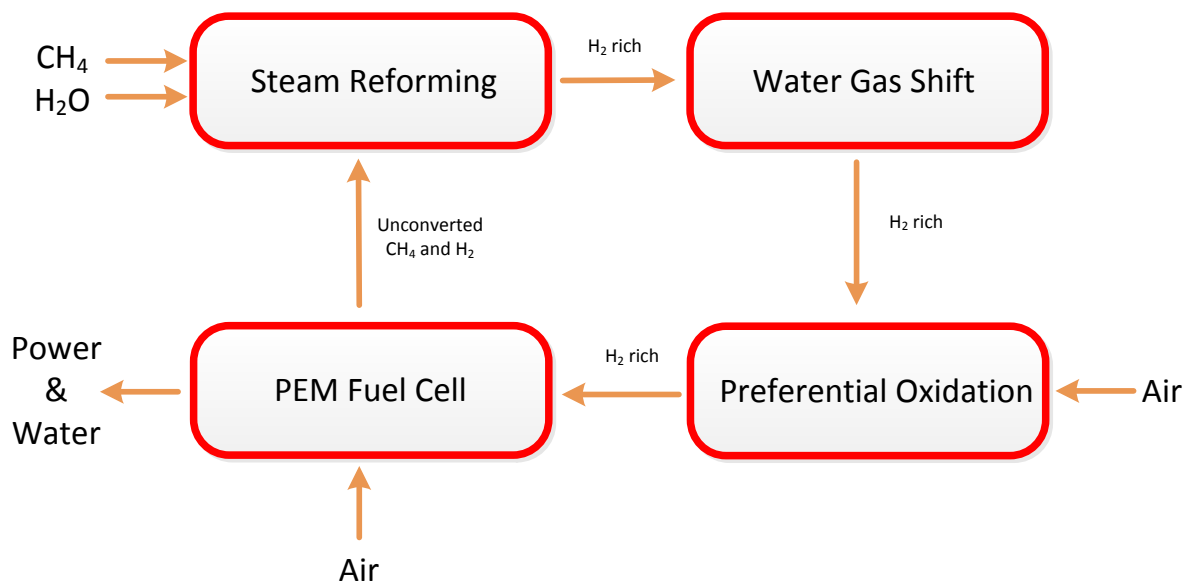 CH₄
H₂O
Steam Reforming
H₂ rich
Water Gas Shift
Unconverted
CH₄ and H₂
H₂ rich
Power
&
Water
PEM Fuel Cell
H₂ rich
Preferential Oxidation
Air
Air